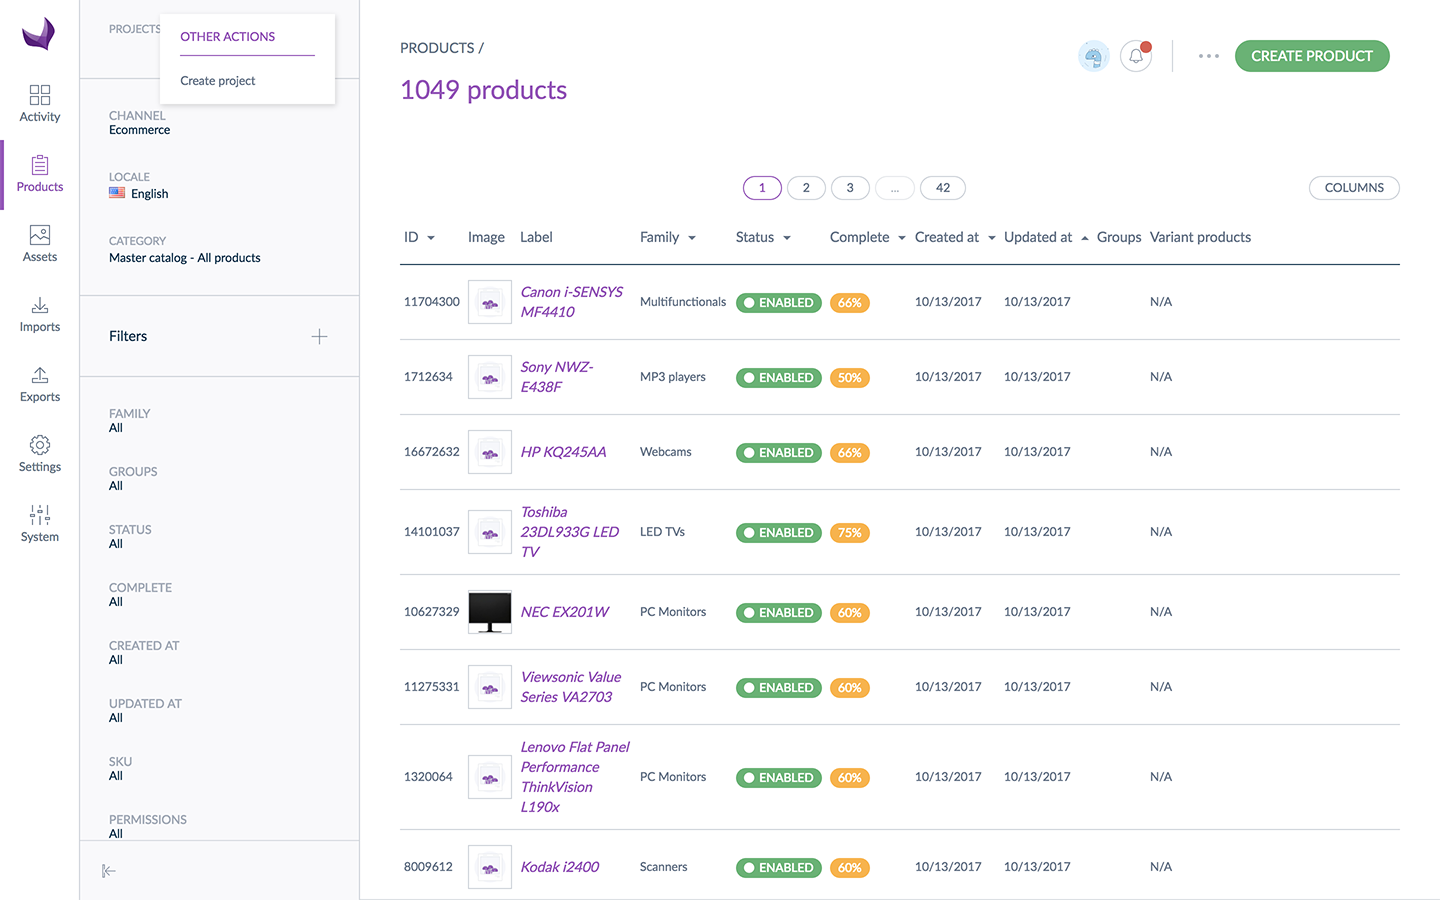 PROJECTS
OTHER ACTIONS
Create project
CHANNEL
Ecommerce
LOCALE
English
CATEGORY
Master catalog - All products
Filters
FAMILY
All
GROUPS
All
STATUS
All
COMPLETE
All
CREATED AT
All
UPDATED AT
All
SKU
All
PERMISSIONS
All
Activity
Products
Assets
Imports
Exports
Settings
System
PRODUCTS /
1049 products
CREATE PRODUCT
1 2 3 ... 42
COLUMNS
ID Image Label Family Status Complete Created at Updated at Groups Variant products
11704300 Canon i-SENSYS MF4410 Multifunctionals ENABLED 66% 10/13/2017 10/13/2017 N/A
1712634 Sony NWZ-E438F MP3 players ENABLED 50% 10/13/2017 10/13/2017 N/A
16672632 HP KQ245AA Webcams ENABLED 66% 10/13/2017 10/13/2017 N/A
14101037 Toshiba 23DL933G LED TV LED TVs ENABLED 75% 10/13/2017 10/13/2017 N/A
10627329 NEC EX201W PC Monitors ENABLED 60% 10/13/2017 10/13/2017 N/A
11275331 Viewsonic Value Series VA2703 PC Monitors ENABLED 60% 10/13/2017 10/13/2017 N/A
1320064 Lenovo Flat Panel Performance ThinkVision L190x PC Monitors ENABLED 60% 10/13/2017 10/13/2017 N/A
8009612 Kodak i2400 Scanners ENABLED 60% 10/13/2017 10/13/2017 N/A